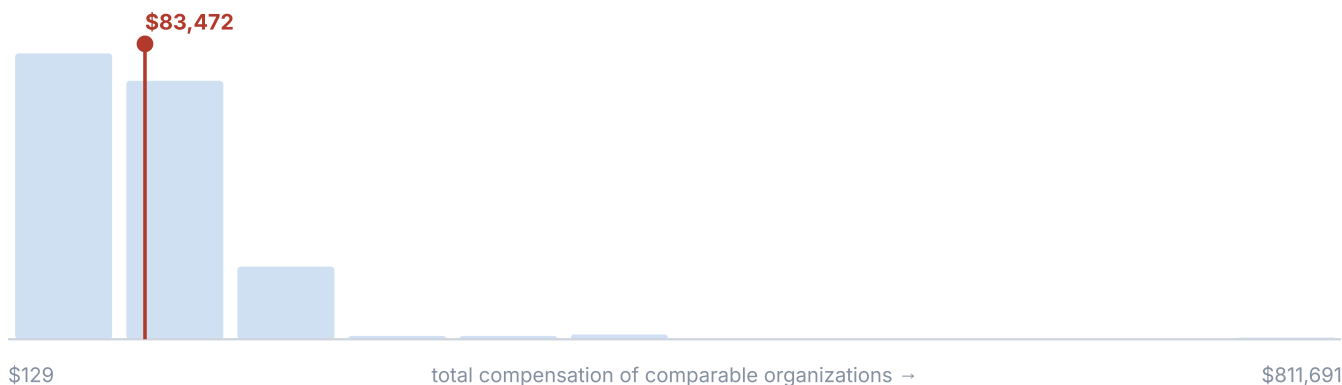 $83,472
$129
total compensation of comparable organizations →
$811,691